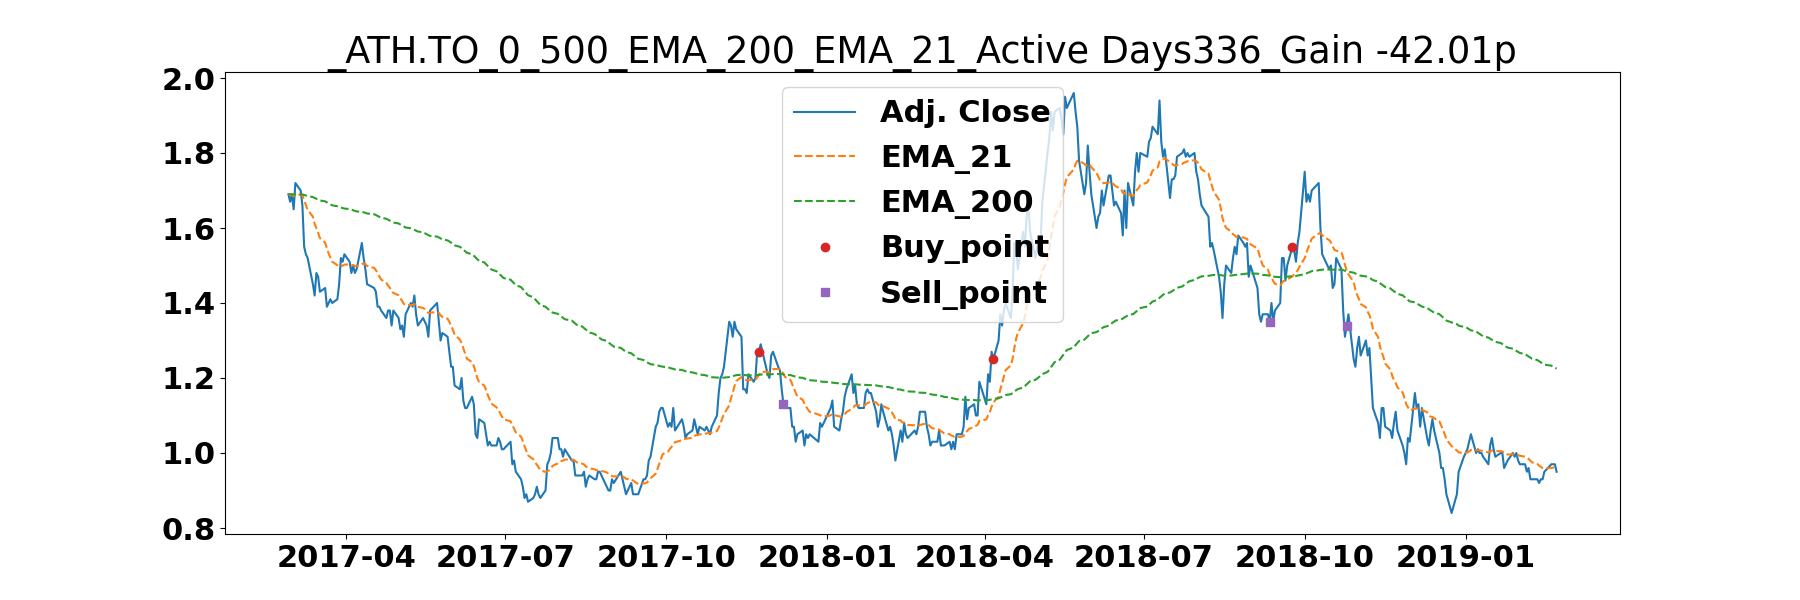 _ATH.TO_0_500_EMA_200_EMA_21_Active Days336_Gain -42.01p
2.0
1.8
1.6
1.4
1.2
1.0
0.8
Adj. Close
EMA_21
EMA_200
Buy_point
Sell_point
2017-04 2017-07 2017-10 2018-01 2018-04 2018-07 2018-10 2019-01